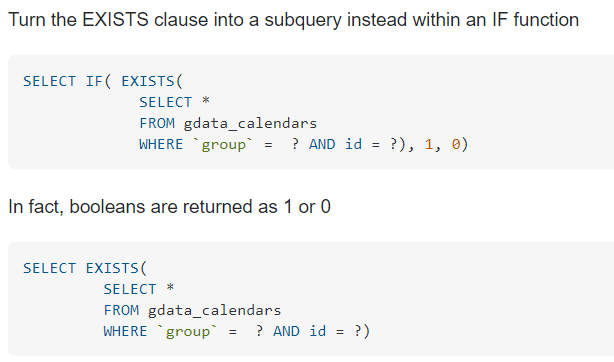 Turn the EXISTS clause into a subquery instead within an IF function
SELECT IF( EXISTS(
SELECT *
FROM gdata_calendars
WHERE `group` =  ? AND id = ?), 1, 0)
In fact, booleans are returned as 1 or 0
SELECT EXISTS(
SELECT *
FROM gdata_calendars
WHERE `group` =  ? AND id = ?)